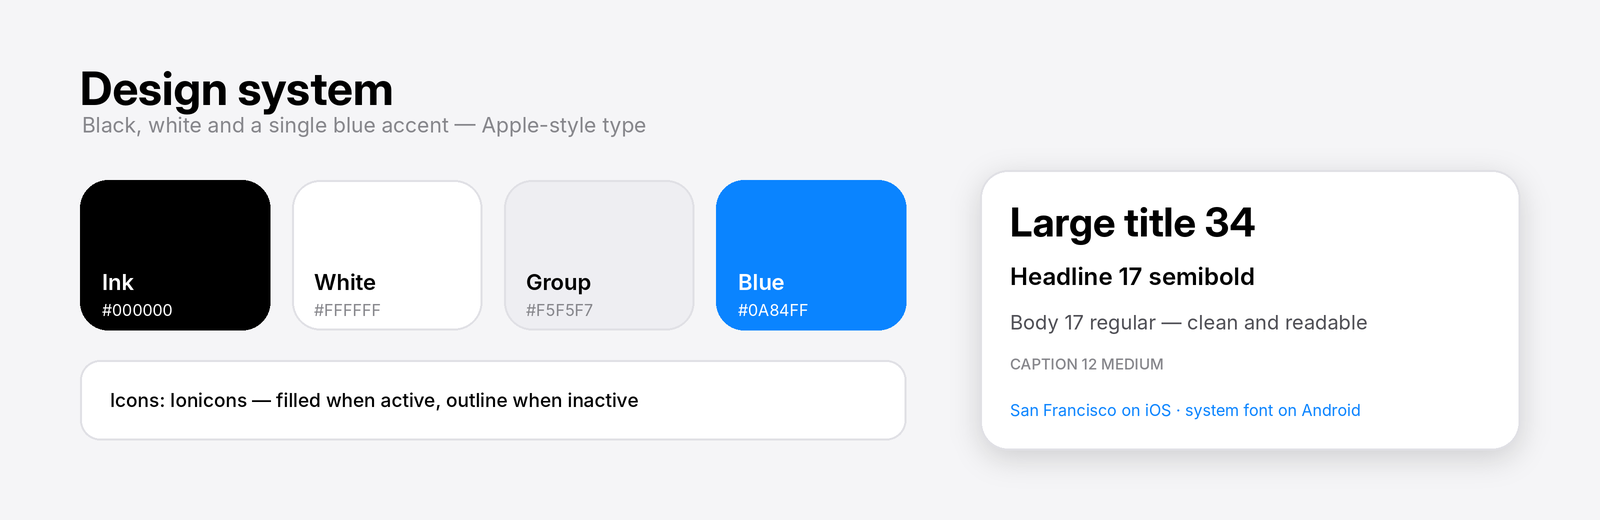 Design system
Black, white and a single blue accent — Apple-style type
Ink
#000000
White
#FFFFFF
Group
#F5F5F7
Blue
#0A84FF
Icons: Ionicons — filled when active, outline when inactive
Large title 34
Headline 17 semibold
Body 17 regular — clean and readable
CAPTION 12 MEDIUM
San Francisco on iOS · system font on Android